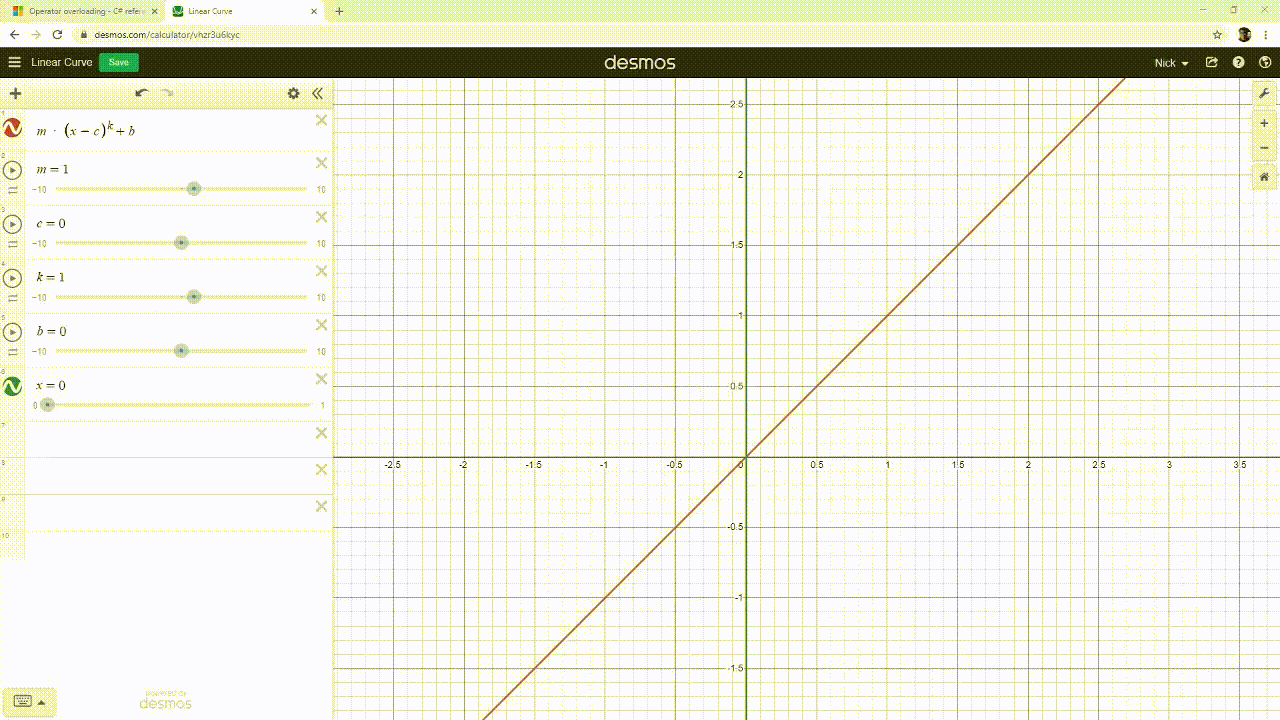 Operator overloading - C# refere
Linear Curve
desmos.com/calculator/vhzr3u6kyc
Linear Curve
Save
desmos
Nick
1
m · (x − c)^k + b
2
m = 1
−10
10
3
c = 0
−10
10
4
k = 1
−10
10
5
b = 0
−10
10
6
x = 0
0
1
7
8
9
10
powered by
desmos
2.5
2
1.5
1
0.5
-2.5 -2 -1.5 -1 -0.5 0 0.5 1 1.5 2 2.5 3 3.5
-0.5
-1
-1.5